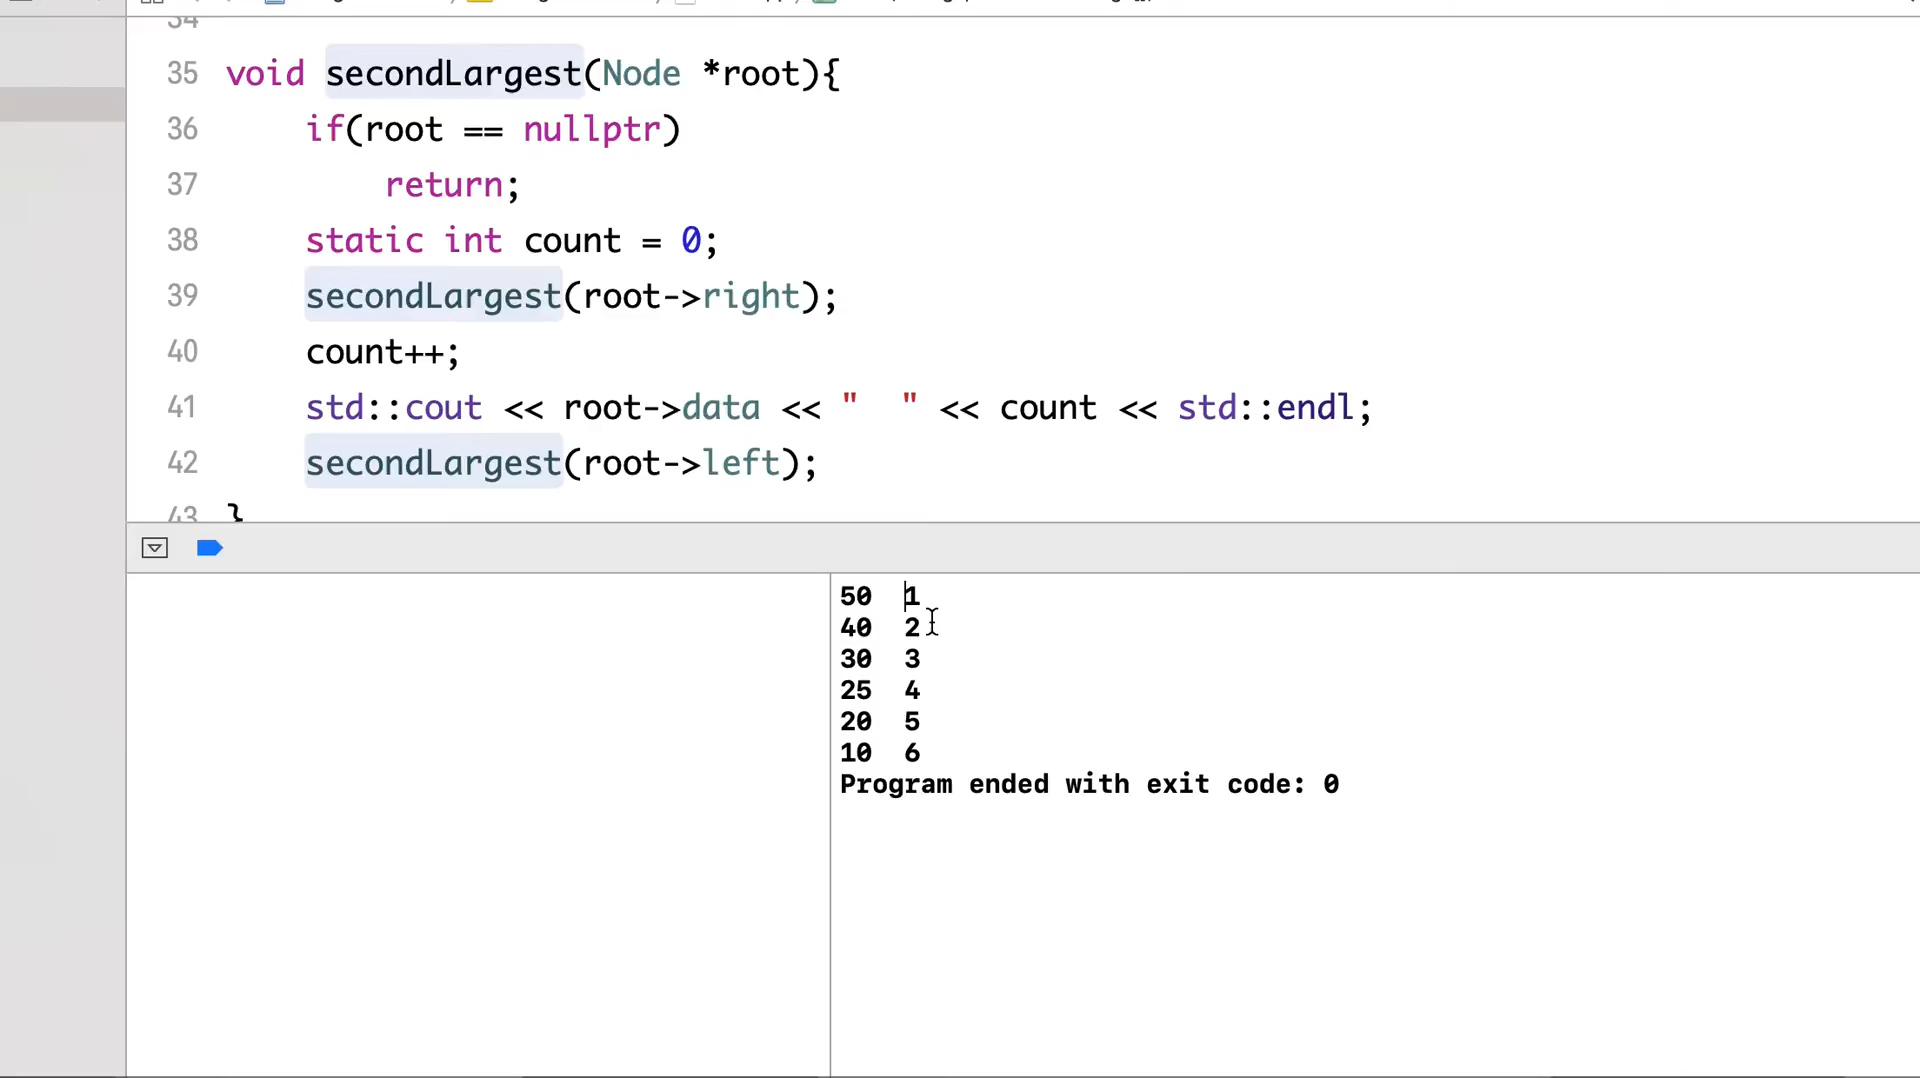 34
35 void secondLargest(Node *root){
36 if(root == nullptr)
37 return;
38 static int count = 0;
39 secondLargest(root->right);
40 count++;
41 std::cout << root->data << "  " << count << std::endl;
42 secondLargest(root->left);
43 }
50  1
40  2
30  3
25  4
20  5
10  6
Program ended with exit code: 0